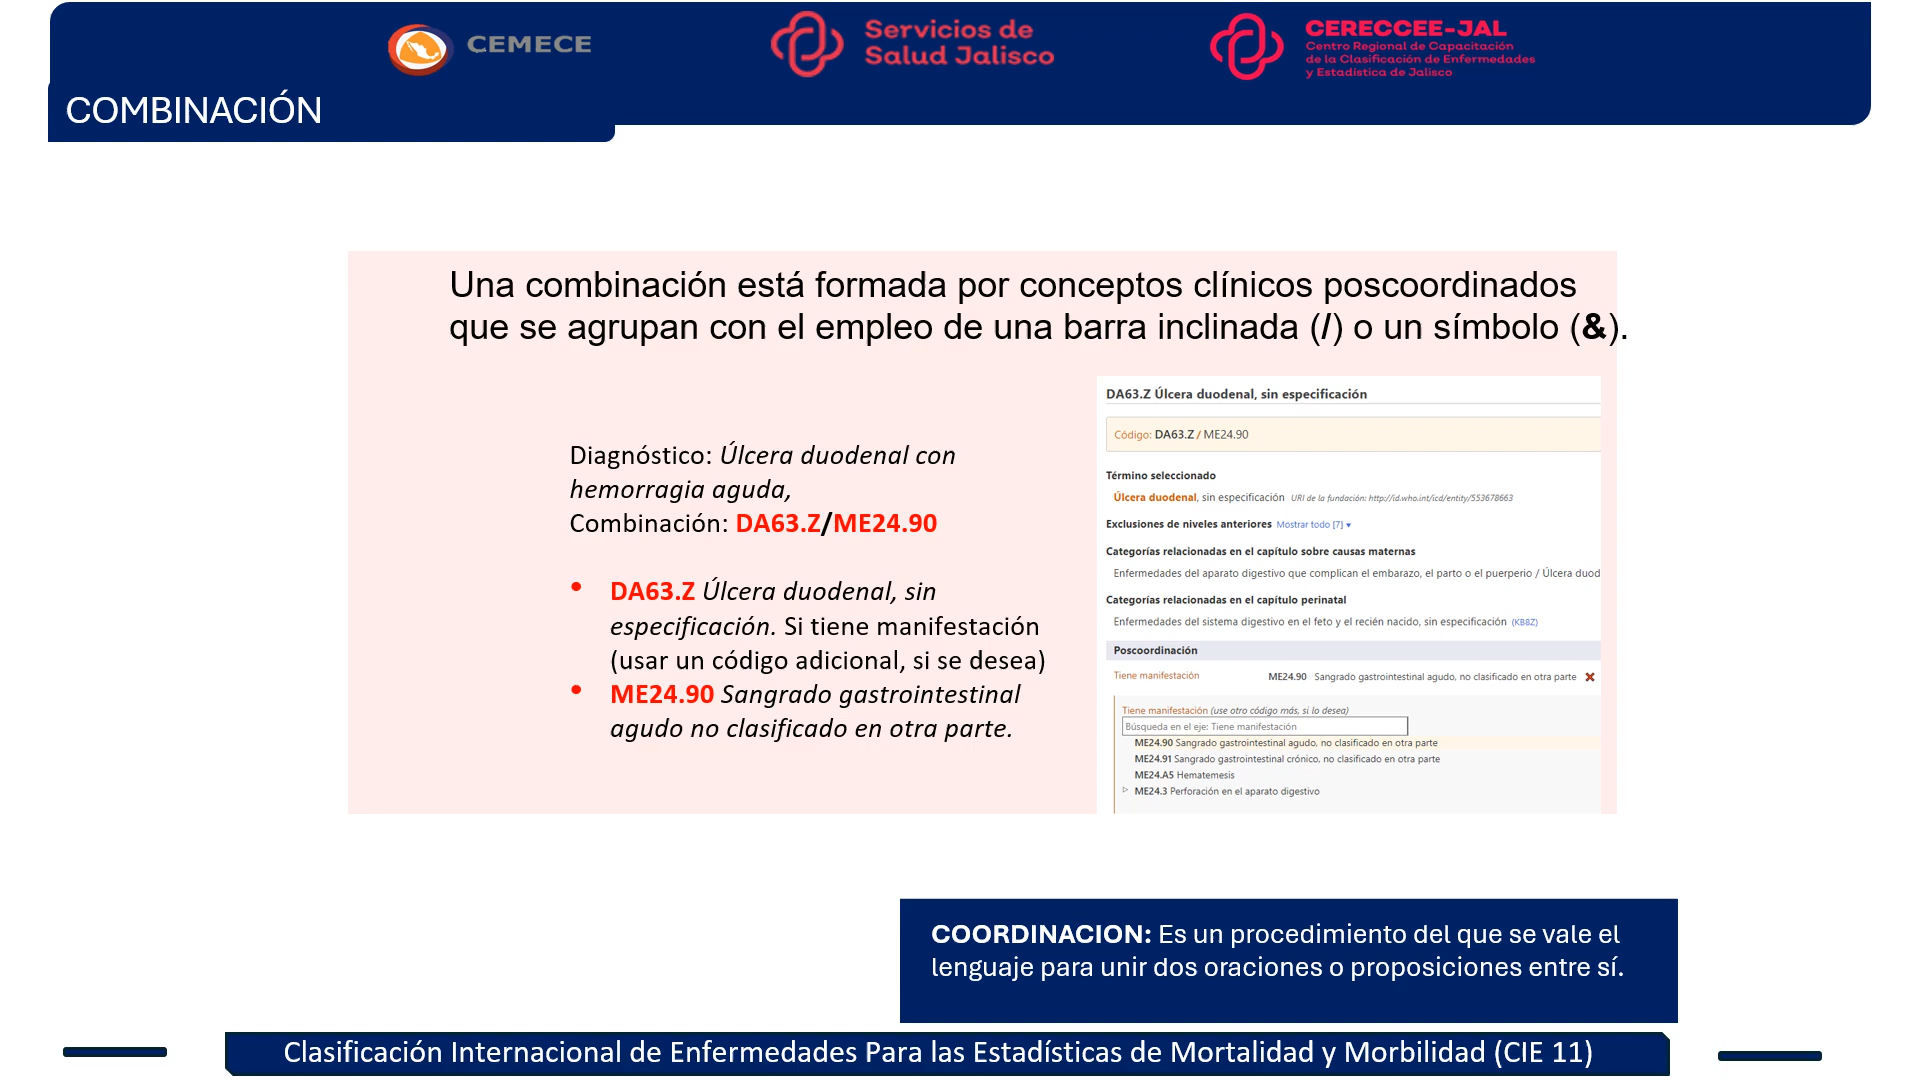 CEMECE
Servicios de
Salud Jalisco
CERECCEE-JAL
Centro Regional de Capacitación
de la Clasificación de Enfermedades
y Estadística de Jalisco
COMBINACIÓN
Una combinación está formada por conceptos clínicos poscoordinados
que se agrupan con el empleo de una barra inclinada (/) o un símbolo (&).
Diagnóstico: Úlcera duodenal con
hemorragia aguda,
Combinación: DA63.Z/ME24.90
• DA63.Z Úlcera duodenal, sin
especificación. Si tiene manifestación
(usar un código adicional, si se desea)
• ME24.90 Sangrado gastrointestinal
agudo no clasificado en otra parte.
DA63.Z Úlcera duodenal, sin especificación
Código: DA63.Z / ME24.90
Término seleccionado
Úlcera duodenal, sin especificación URI de la fundación: http://id.who.int/icd/entity/553678663
Exclusiones de niveles anteriores Mostrar todo [7] ▾
Categorías relacionadas en el capítulo sobre causas maternas
Enfermedades del aparato digestivo que complican el embarazo, el parto o el puerperio / Úlcera duod
Categorías relacionadas en el capítulo perinatal
Enfermedades del sistema digestivo en el feto y el recién nacido, sin especificación (KB8Z)
Poscoordinación
Tiene manifestación ME24.90 Sangrado gastrointestinal agudo, no clasificado en otra parte ✖
Tiene manifestación (use otro código más, si lo desea)
Búsqueda en el eje: Tiene manifestación
ME24.90 Sangrado gastrointestinal agudo, no clasificado en otra parte
ME24.91 Sangrado gastrointestinal crónico, no clasificado en otra parte
ME24.A5 Hematemesis
▷ ME24.3 Perforación en el aparato digestivo
COORDINACION: Es un procedimiento del que se vale el
lenguaje para unir dos oraciones o proposiciones entre sí.
Clasificación Internacional de Enfermedades Para las Estadísticas de Mortalidad y Morbilidad (CIE 11)